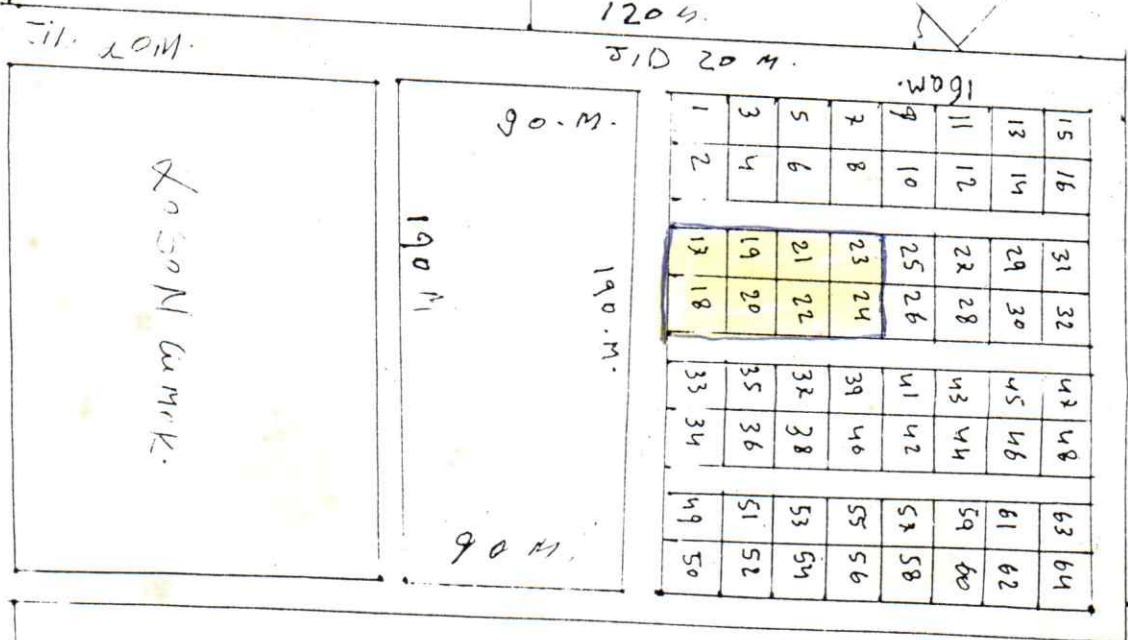 120 M.
JID 20 M.
160M.
90.M.
190 M
190.M.
90 M.
1 3 5 7 9 11 13 15
2 4 6 8 10 12 14 16
17 19 21 23 25 27 29 31
18 20 22 24 26 28 30 32
33 35 37 39 41 43 45 47
34 36 38 40 42 44 46 48
49 51 53 55 57 59 61 63
50 52 54 56 58 60 62 64